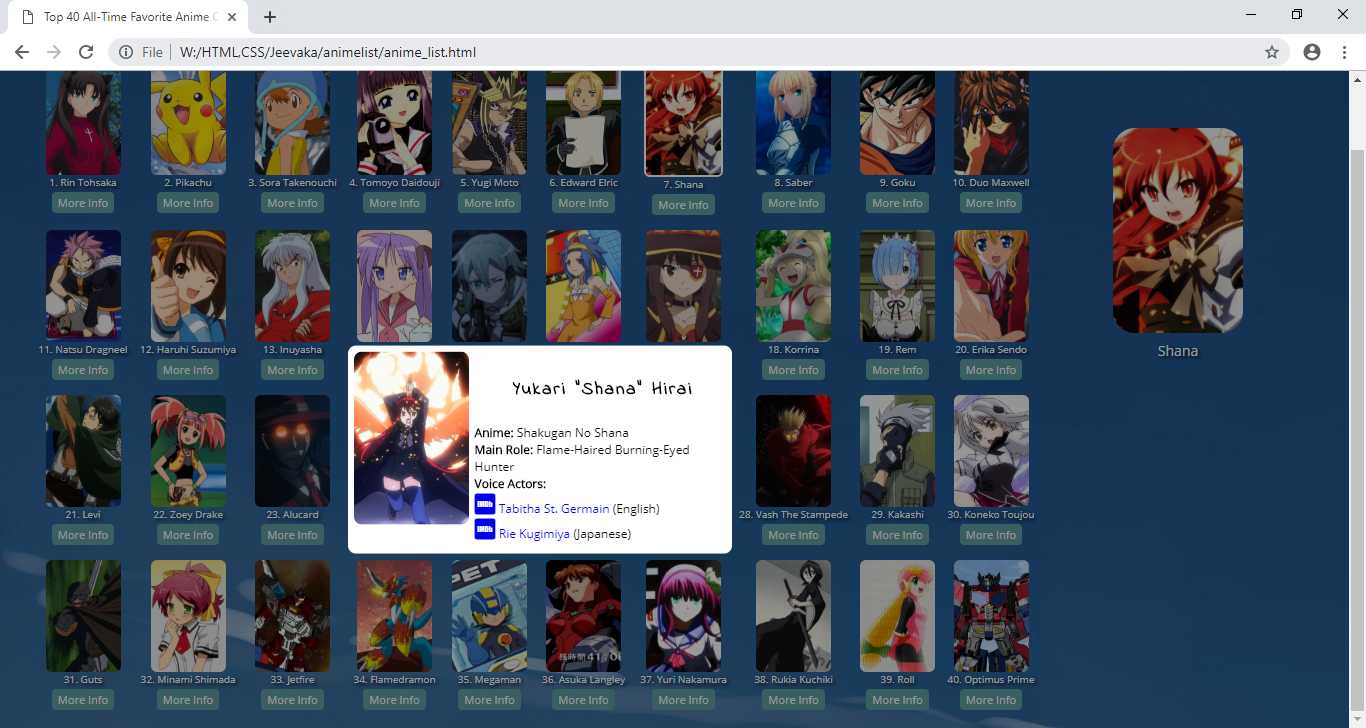 Top 40 All-Time Favorite Anime C
File
W:/HTML,CSS/Jeevaka/animelist/anime_list.html
1. Rin Tohsaka
2. Pikachu
3. Sora Takenouchi
4. Tomoyo Daidouji
5. Yugi Moto
6. Edward Elric
7. Shana
8. Saber
9. Goku
10. Duo Maxwell
More Info
More Info
More Info
More Info
More Info
More Info
More Info
More Info
More Info
More Info
Shana
11. Natsu Dragneel
12. Haruhi Suzumiya
13. Inuyasha
18. Korrina
19. Rem
20. Erika Sendo
More Info
More Info
More Info
More Info
More Info
More Info
Yukari "Shana" Hirai
Anime: Shakugan No Shana
Main Role: Flame-Haired Burning-Eyed
Hunter
Voice Actors:
IMDb Tabitha St. Germain (English)
IMDb Rie Kugimiya (Japanese)
21. Levi
22. Zoey Drake
23. Alucard
28. Vash The Stampede
29. Kakashi
30. Koneko Toujou
More Info
More Info
More Info
More Info
More Info
More Info
PET
残時間41:06
31. Guts
32. Minami Shimada
33. Jetfire
34. Flamedramon
35. Megaman
36. Asuka Langley
37. Yuri Nakamura
38. Rukia Kuchiki
39. Roll
40. Optimus Prime
More Info
More Info
More Info
More Info
More Info
More Info
More Info
More Info
More Info
More Info